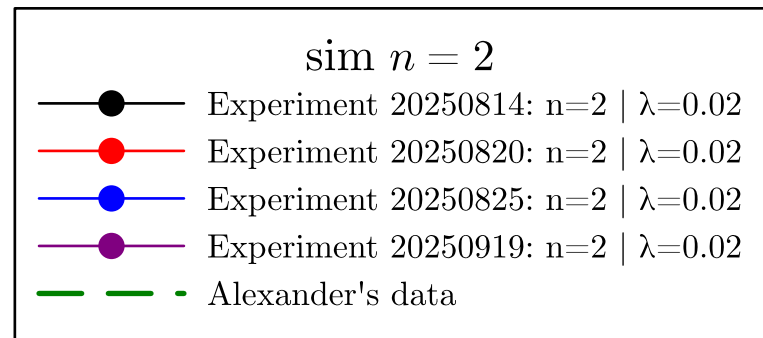 sim n = 2
Experiment 20250814: n=2 | λ=0.02
Experiment 20250820: n=2 | λ=0.02
Experiment 20250825: n=2 | λ=0.02
Experiment 20250919: n=2 | λ=0.02
Alexander's data